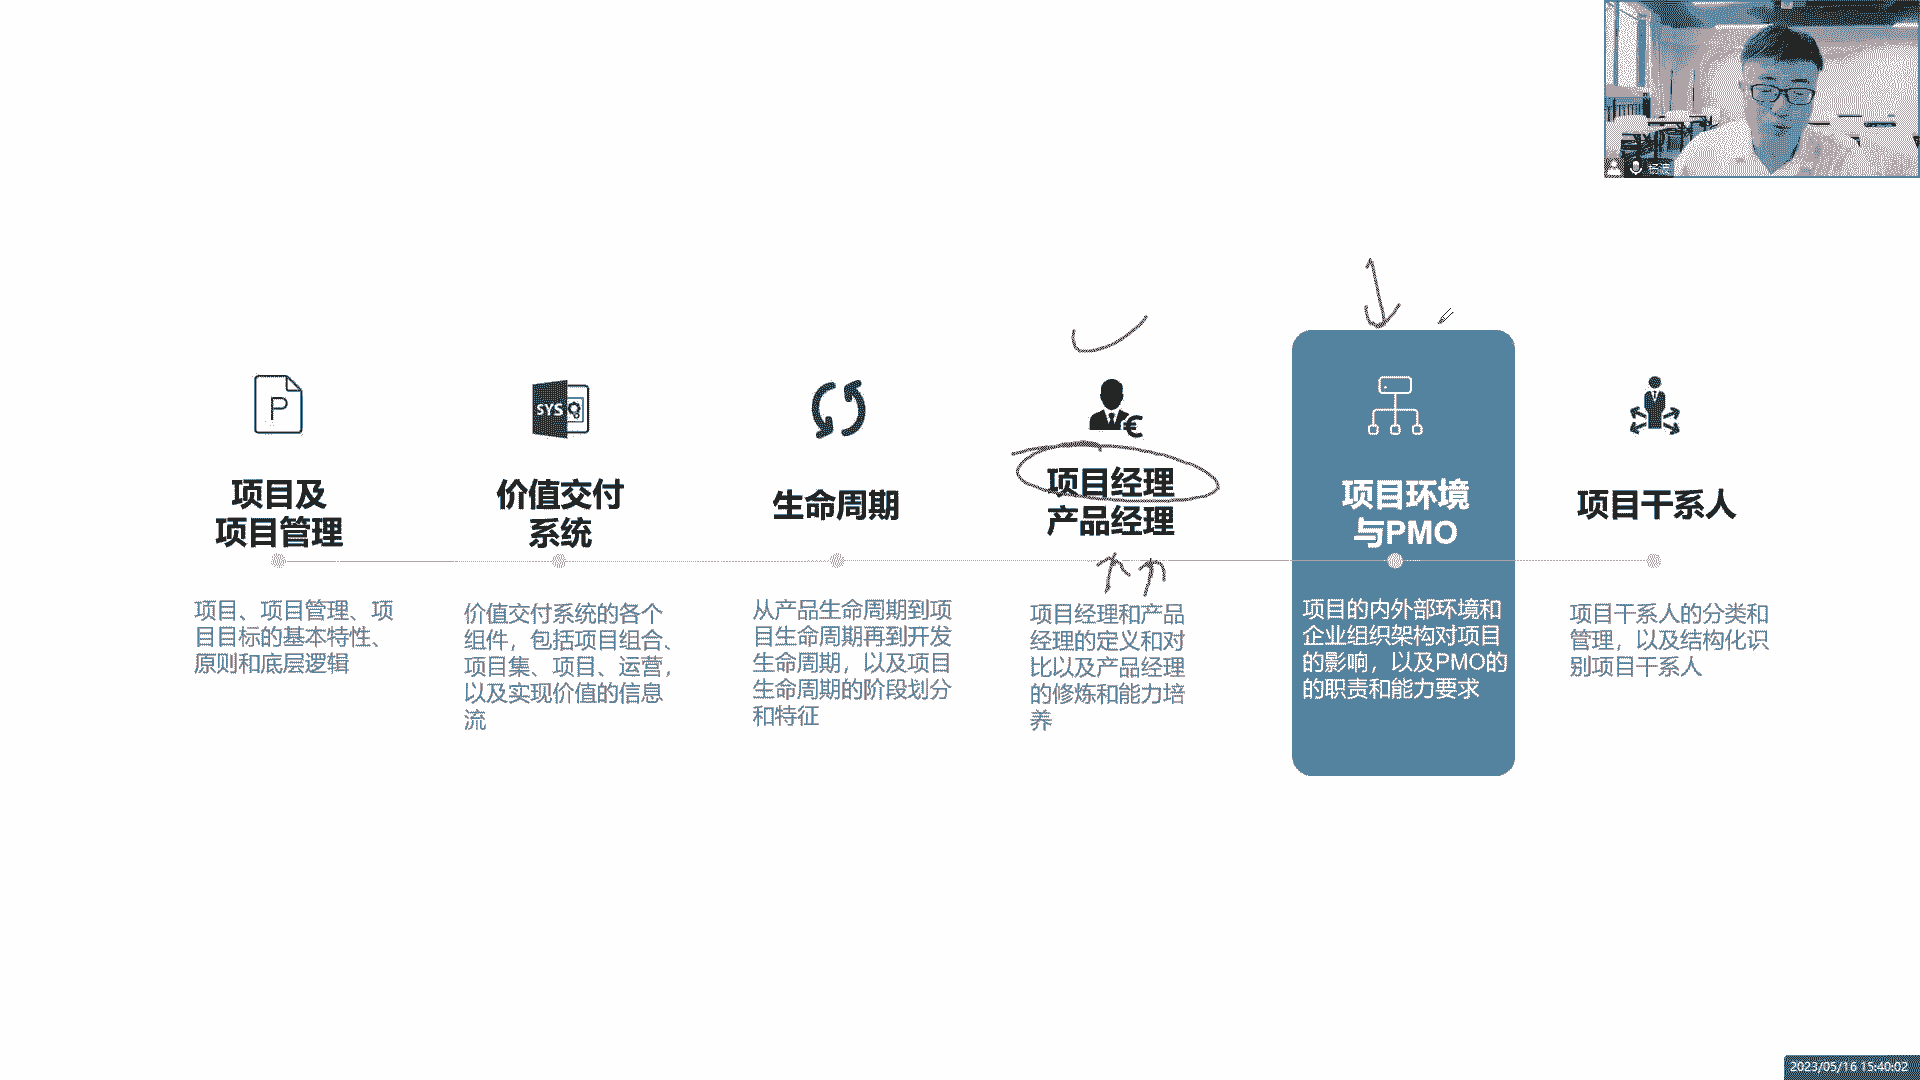 杨波
P
SYS
€
项目及
项目管理
价值交付
系统
生命周期
项目经理
产品经理
项目环境
与PMO
项目干系人
项目、项目管理、项
目目标的基本特性、
原则和底层逻辑
价值交付系统的各个
组件，包括项目组合、
项目集、项目、运营，
以及实现价值的信息
流
从产品生命周期到项
目生命周期再到开发
生命周期，以及项目
生命周期的阶段划分
和特征
项目经理和产品
经理的定义和对
比以及产品经理
的修炼和能力培
养
项目的内外部环境和
企业组织架构对项目
的影响，以及PMO的
的职责和能力要求
项目干系人的分类和
管理，以及结构化识
别项目干系人
2023/05/16 15:40:02